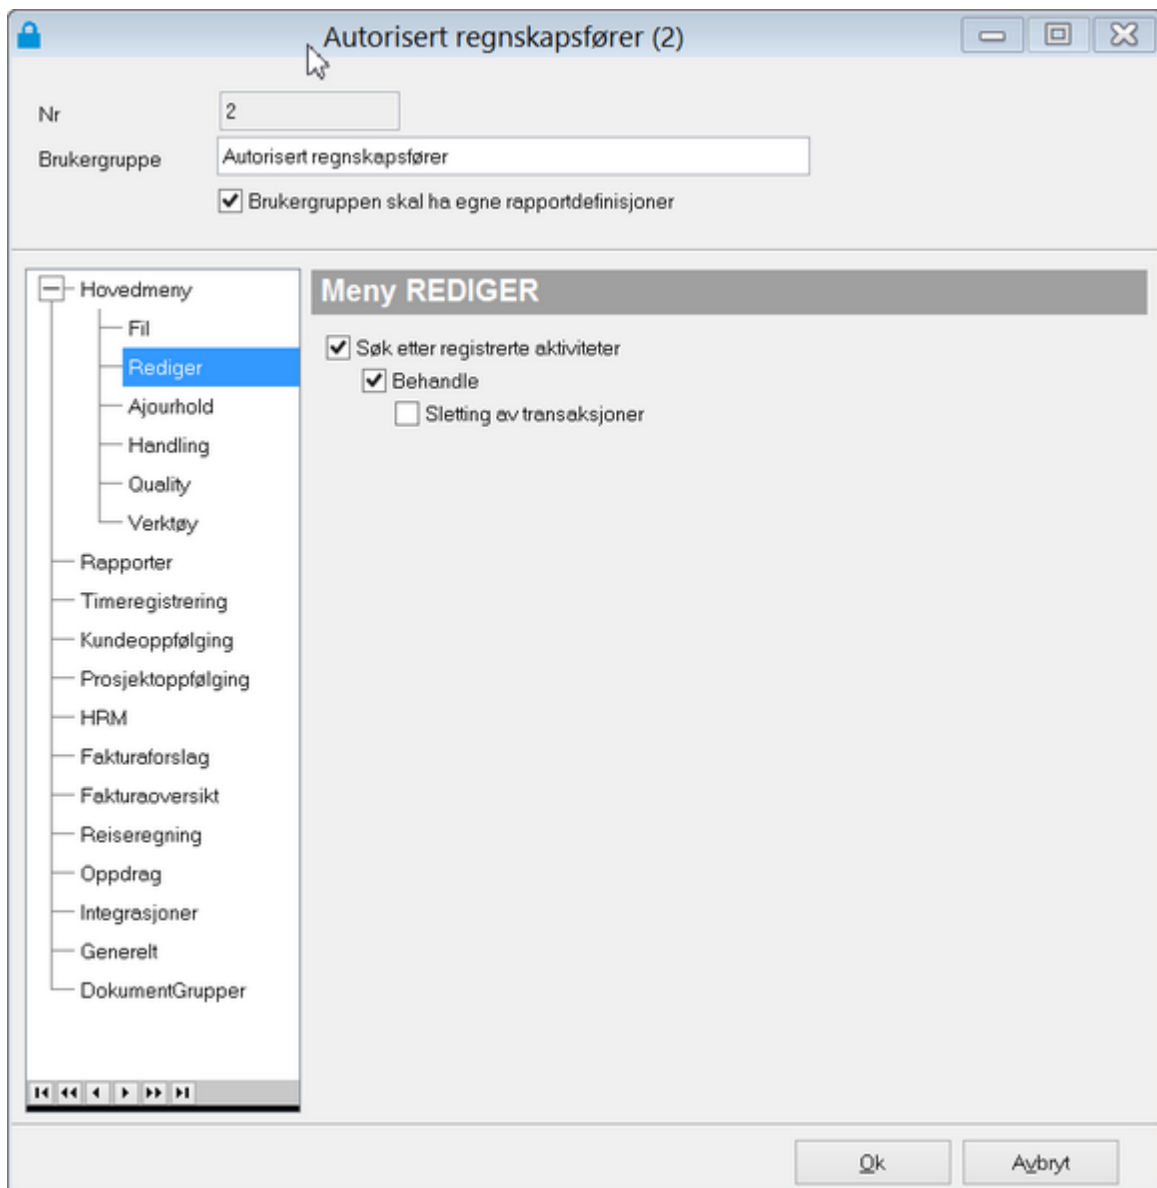 Autorisert regnskapsfører (2)
Nr
2
Brukergruppe
Autorisert regnskapsfører
Brukergruppen skal ha egne rapportdefinisjoner
Hovedmeny
Fil
Rediger
Ajourhold
Handling
Quality
Verktøy
Rapporter
Timeregistrering
Kundeoppfølging
Prosjektoppfølging
HRM
Fakturaforslag
Fakturaoversikt
Reiseregning
Oppdrag
Integrasjoner
Generelt
DokumentGrupper
Meny REDIGER
Søk etter registrerte aktiviteter
Behandle
Sletting av transaksjoner
Ok
Avbryt